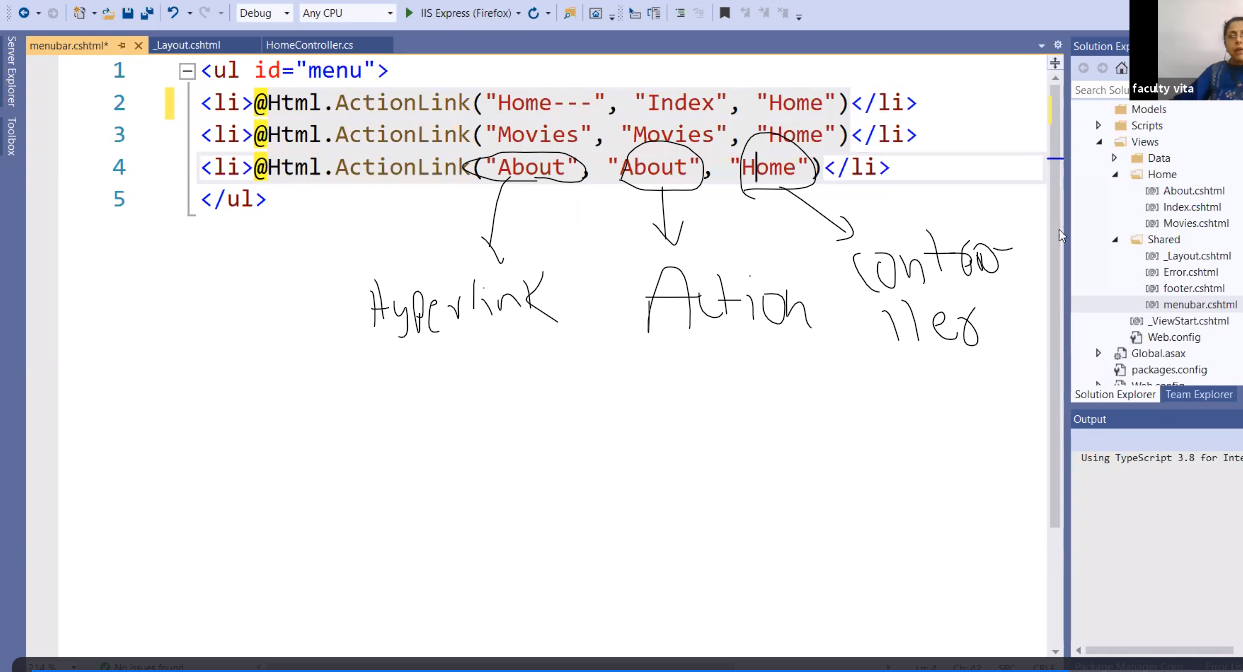 Debug
Any CPU
IIS Express (Firefox)
Server Explorer
Toolbox
menubar.cshtml*
_Layout.cshtml
HomeController.cs
1 <ul id="menu">
2 <li>@Html.ActionLink("Home---", "Index", "Home")</li>
3 <li>@Html.ActionLink("Movies", "Movies", "Home")</li>
4 <li>@Html.ActionLink("About", "About", "Home")</li>
5 </ul>
Hyperlink
Action
Contro
ller
faculty vita
Solution Exp
Search Solu
Models
Scripts
Views
Data
Home
About.cshtml
Index.cshtml
Movies.cshtml
Shared
_Layout.cshtml
Error.cshtml
footer.cshtml
menubar.cshtml
_ViewStart.cshtml
Web.config
Global.asax
packages.config
Solution Explorer
Team Explorer
Output
Using TypeScript 3.8 for Inte
214 %
No issues found